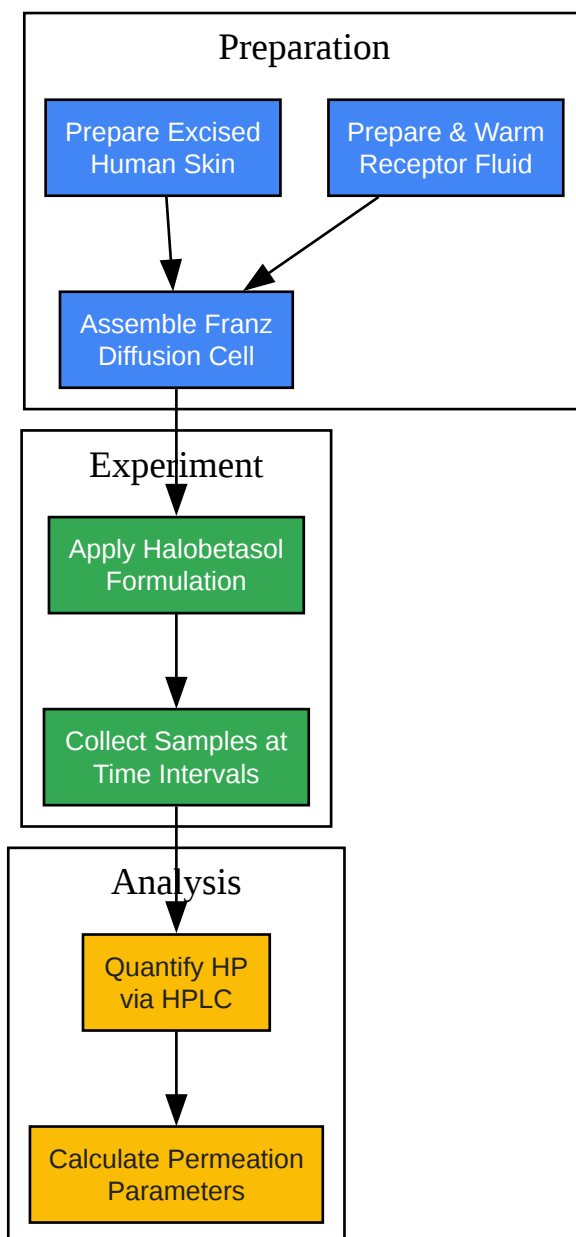 Preparation
Prepare Excised
Human Skin
Prepare & Warm
Receptor Fluid
Assemble Franz
Diffusion Cell
Experiment
Apply Halobetasol
Formulation
Collect Samples at
Time Intervals
Analysis
Quantify HP
via HPLC
Calculate Permeation
Parameters